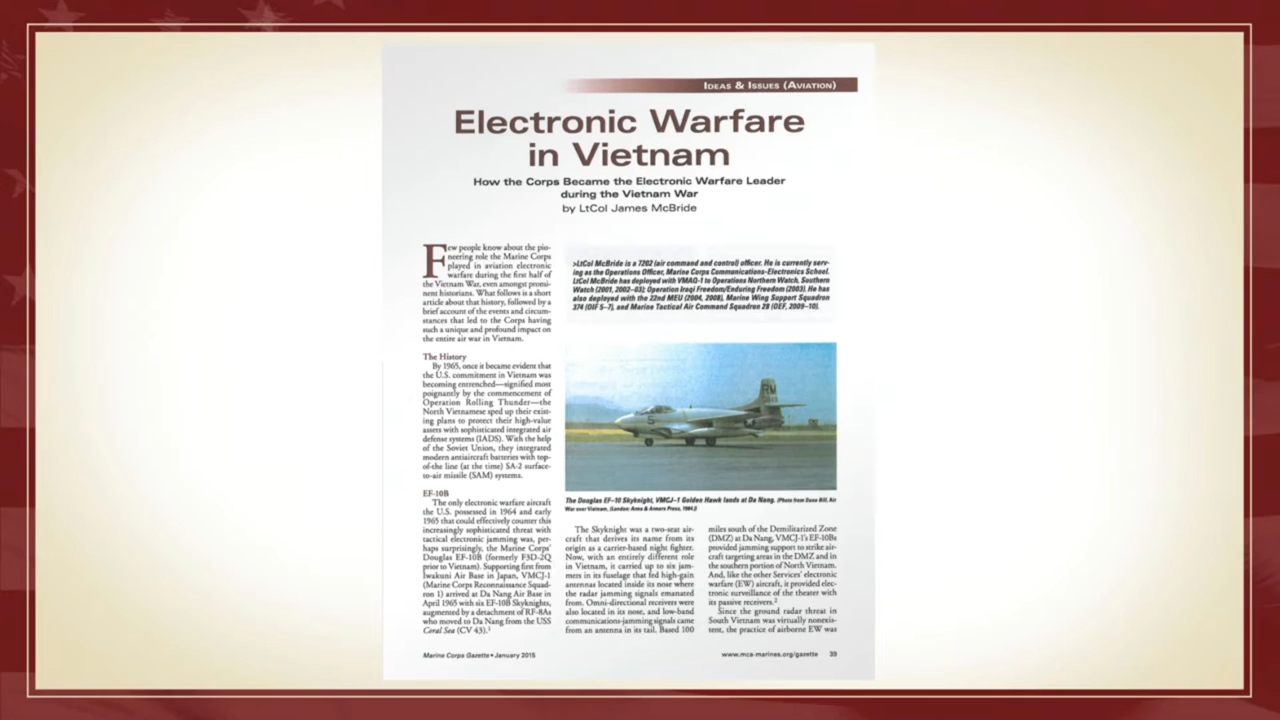 IDEAS & ISSUES (AVIATION)
Electronic Warfare
in Vietnam
How the Corps Became the Electronic Warfare Leader
during the Vietnam War
by LtCol James McBride
Few people know about the pio-
neering role the Marine Corps
played in aviation electronic
warfare during the first half of
the Vietnam War, even amongst promi-
nent historians. What follows is a short
article about that history, followed by a
brief account of the events and circum-
stances that led to the Corps having
such a unique and profound impact on
the entire air war in Vietnam.
The History
By 1965, once it became evident that
the U.S. commitment in Vietnam was
becoming entrenched—signified most
poignantly by the commencement of
Operation Rolling Thunder—the
North Vietnamese sped up their exist-
ing plans to protect their high-value
assets with sophisticated integrated air
defense systems (IADS). With the help
of the Soviet Union, they integrated
modern antiaircraft batteries with top-
of-the line (at the time) SA-2 surface-
to-air missile (SAM) systems.
EF-10B
The only electronic warfare aircraft
the U.S. possessed in 1964 and early
1965 that could effectively counter this
increasingly sophisticated threat with
tactical electronic jamming was, per-
haps surprisingly, the Marine Corps'
Douglas EF-10B (formerly F3D-2Q
prior to Vietnam). Supporting first from
Iwakuni Air Base in Japan, VMCJ-1
(Marine Corps Reconnaissance Squad-
ron 1) arrived at Da Nang Air Base in
April 1965 with six EF-10B Skyknights,
augmented by a detachment of RF-8As
who moved to Da Nang from the USS
Coral Sea (CV 43).1
>LtCol McBride is a 7202 (air command and control) officer. He is currently serv-
ing as the Operations Officer, Marine Corps Communications-Electronics School.
LtCol McBride has deployed with VMAQ-1 to Operations Northern Watch, Southern
Watch (2001, 2002–03); Operation Iraqi Freedom/Enduring Freedom (2003). He has
also deployed with the 22nd MEU (2004, 2008), Marine Wing Support Squadron
374 (OIF 5–7), and Marine Tactical Air Command Squadron 28 (OEF, 2009–10).
RM
5
The Douglas EF-10 Skyknight, VMCJ-1 Golden Hawk lands at Da Nang. (Photo from Dana Bell, Air
War over Vietnam, (London: Arms & Armore Press, 1984.)
The Skyknight was a two-seat air-
craft that derives its name from its
origin as a carrier-based night fighter.
Now, with an entirely different role
in Vietnam, it carried up to six jam-
mers in its fuselage that fed high-gain
antennas located inside its nose where
the radar jamming signals emanated
from. Omni-directional receivers were
also located in its nose, and low-band
communications-jamming signals came
from an antenna in its tail. Based 100
miles south of the Demilitarized Zone
(DMZ) at Da Nang, VMCJ-1's EF-10Bs
provided jamming support to strike air-
craft targeting areas in the DMZ and in
the southern portion of North Vietnam.
And, like the other Services' electronic
warfare (EW) aircraft, it provided elec-
tronic surveillance of the theater with
its passive receivers.2
Since the ground radar threat in
South Vietnam was virtually nonexis-
tent, the practice of airborne EW was
Marine Corps Gazette • January 2015
www.mca-marines.org/gazette 39